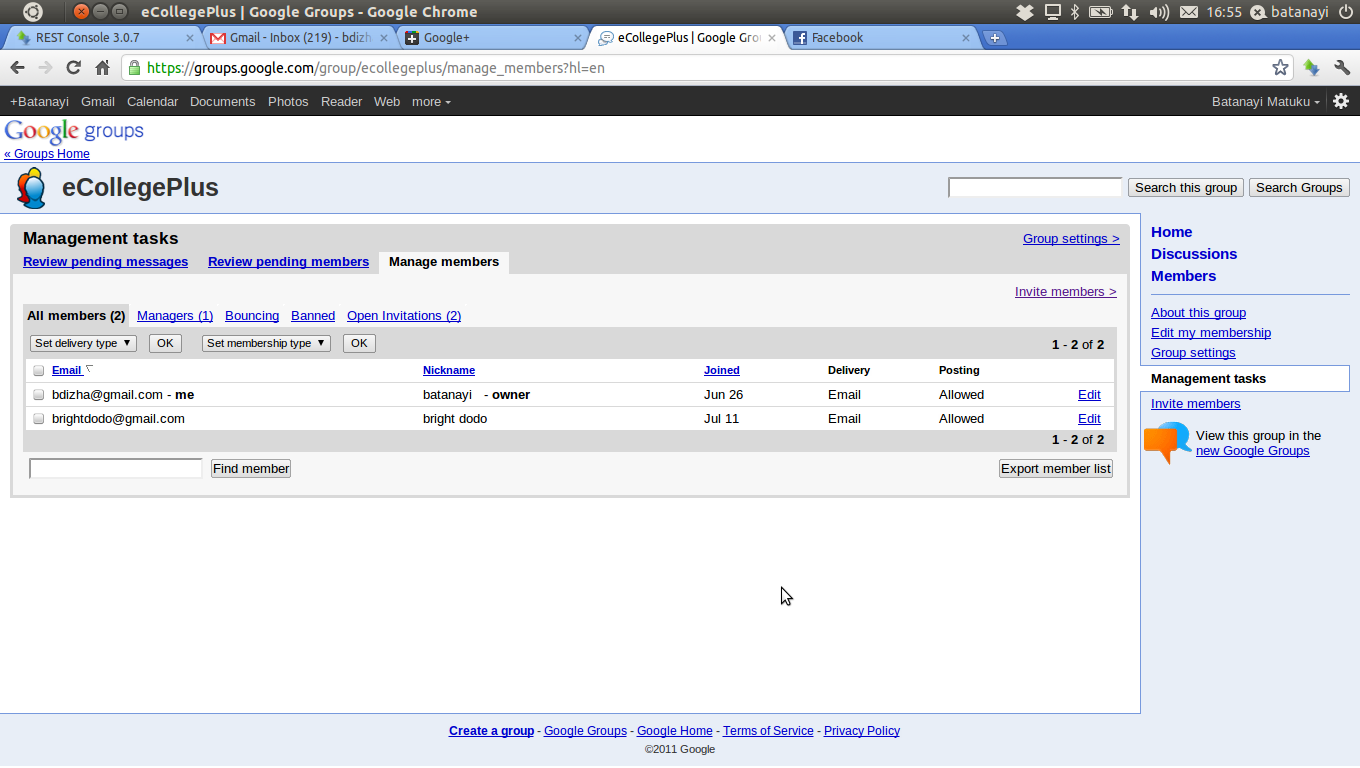 eCollegePlus | Google Groups - Google Chrome
16:55 batanayi
REST Console 3.0.7
Gmail - Inbox (219) - bdizh
Google+
eCollegePlus | Google Gro
Facebook
https://groups.google.com/group/ecollegeplus/manage_members?hl=en
+Batanayi Gmail Calendar Documents Photos Reader Web more
Batanayi Matuku
Google groups
« Groups Home
eCollegePlus
Search this group Search Groups
Management tasks
Group settings >
Review pending messages Review pending members Manage members
Invite members >
All members (2) Managers (1) Bouncing Banned Open Invitations (2)
Set delivery type OK Set membership type OK 1 - 2 of 2
Email Nickname Joined Delivery Posting
bdizha@gmail.com - me batanayi - owner Jun 26 Email Allowed Edit
brightdodo@gmail.com bright dodo Jul 11 Email Allowed Edit
1 - 2 of 2
Find member Export member list
Home
Discussions
Members
About this group
Edit my membership
Group settings
Management tasks
Invite members
View this group in the
new Google Groups
Create a group - Google Groups - Google Home - Terms of Service - Privacy Policy
©2011 Google